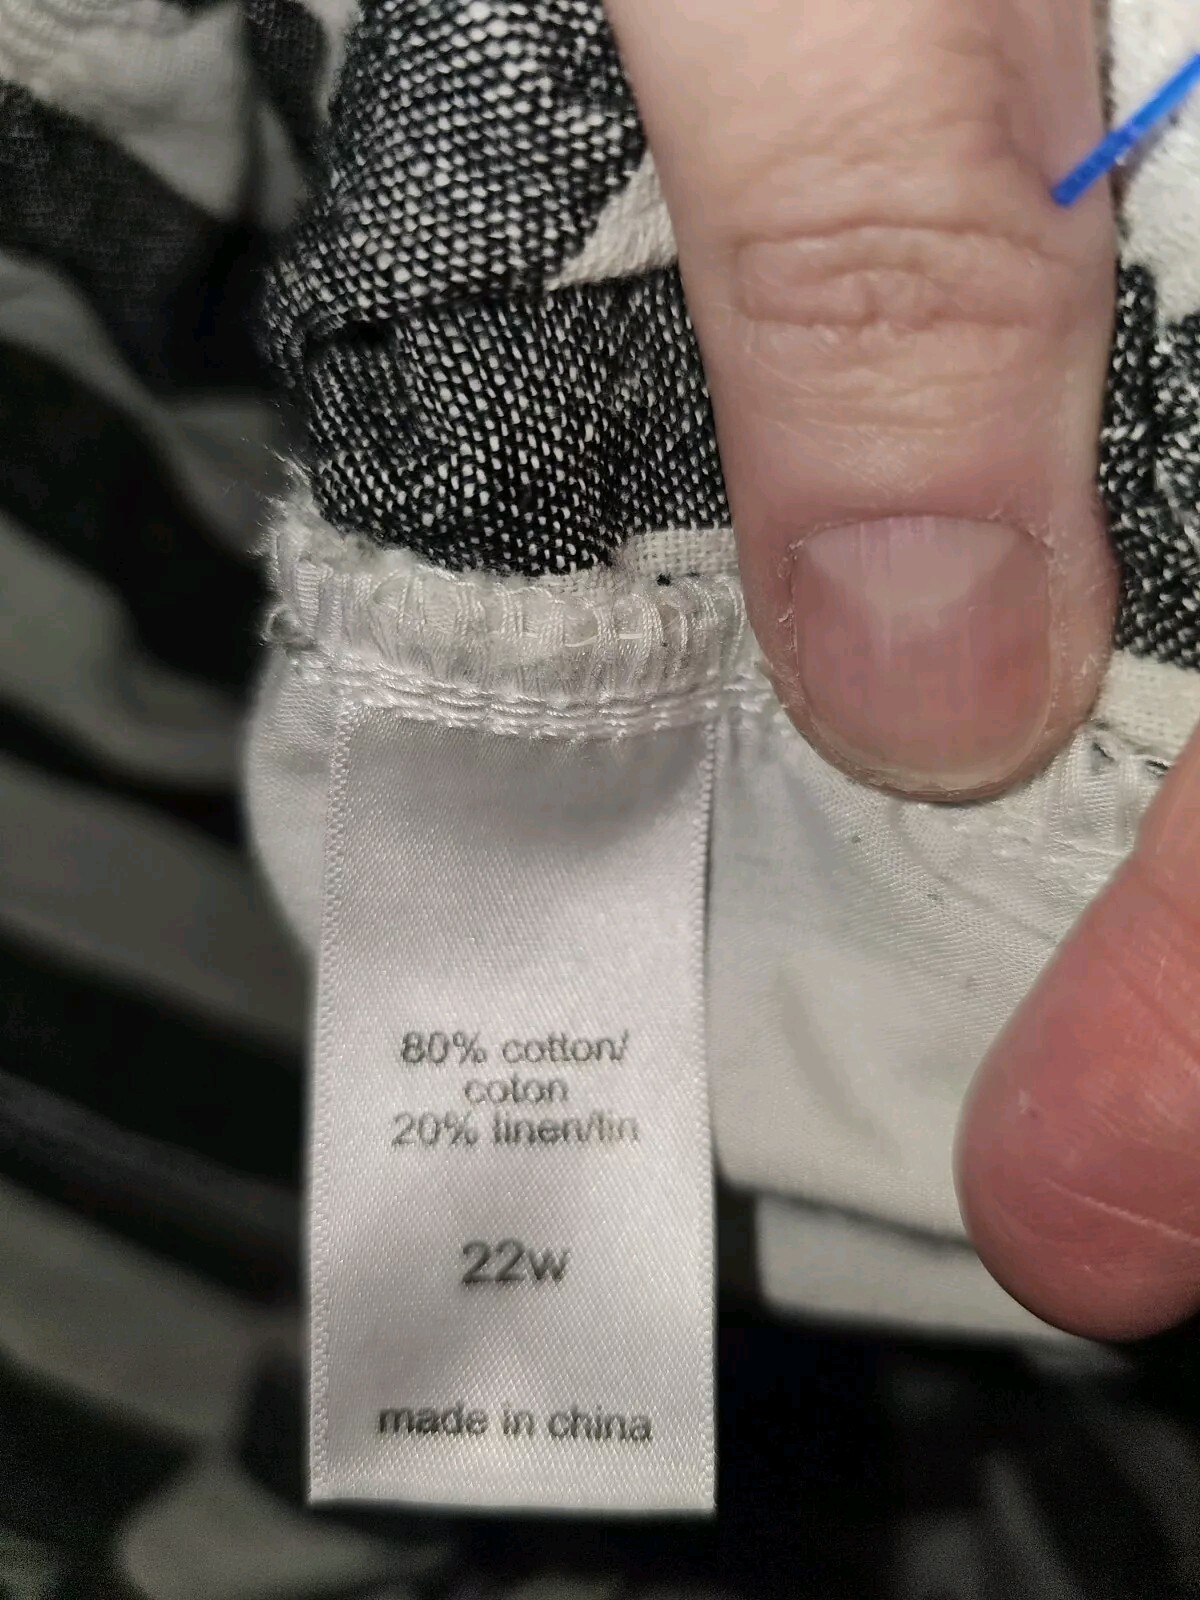 80% cotton/
coton
20% linen/lin
22w
made in china